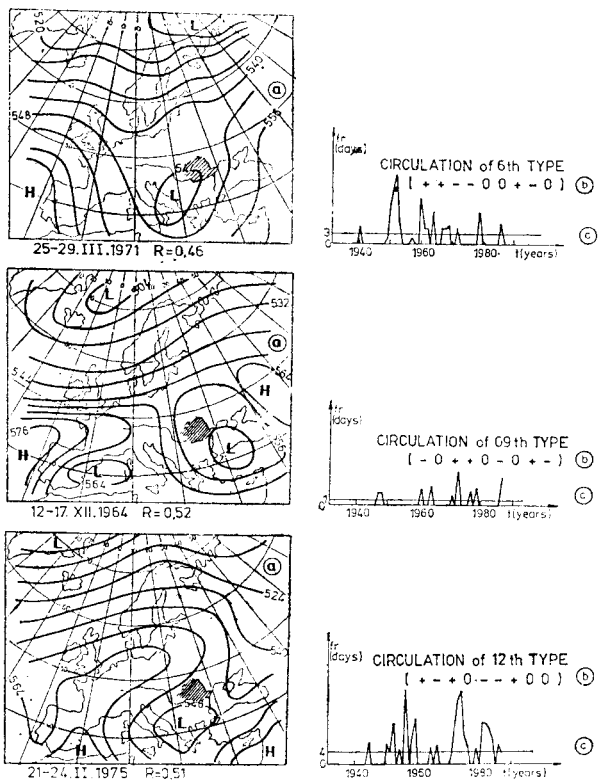 520
L
540
ⓐ
548
556
H
54
L
25-29.III.1971 R=0,46
fr
(days)
CIRCULATION of 6th TYPE
( + + - - 0 0 + - 0 )
ⓑ
3
0
ⓒ
1940 1960 1980 t(years)
504
L
532
ⓐ
544
564
H
576
H
L
564
L
12-17. XII.1964 R=0,52
fr
(days)
CIRCULATION of 09th TYPE
( - 0 + + 0 - 0 + - )
ⓑ
1
0
ⓒ
1940 1960 1980 t(years)
L
ⓐ
524
564
548
L
H
H
21-24.II.1975 R=0,51
fr
(days)
CIRCULATION of 12th TYPE
( + - + 0 - - + 0 0 )
ⓑ
4
0
ⓒ
1940 1960 1980 t(years)